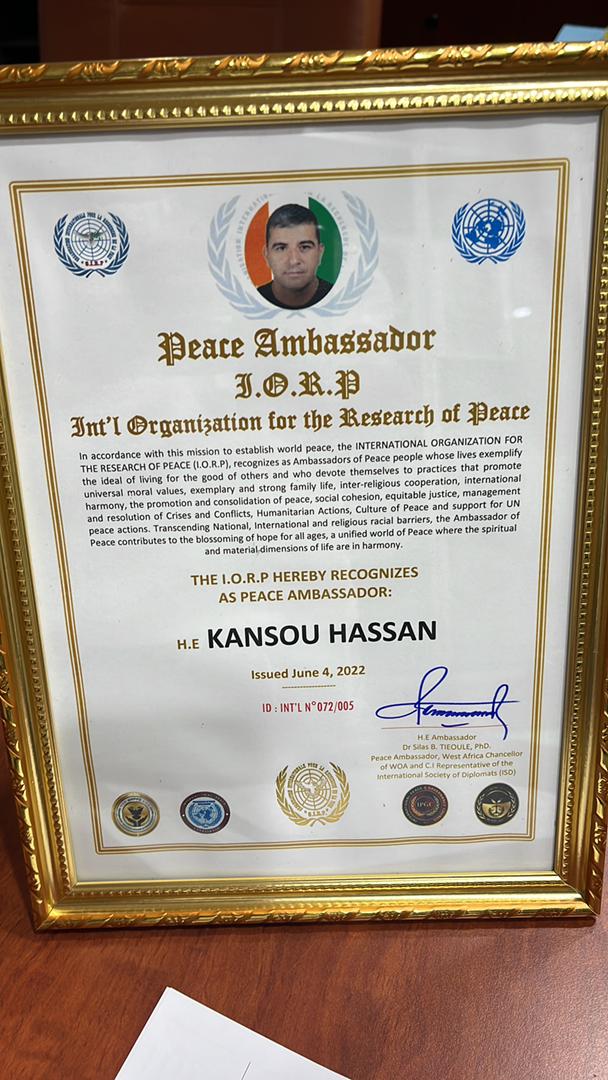 Peace Ambassador
I.O.R.P
Int'l Organization for the Research of Peace
In accordance with this mission to establish world peace, the INTERNATIONAL ORGANIZATION FOR
THE RESEARCH OF PEACE (I.O.R.P), recognizes as Ambassadors of Peace people whose lives exemplify
the ideal of living for the good of others and who devote themselves to practices that promote
universal moral values, exemplary and strong family life, inter-religious cooperation, international
harmony, the promotion and consolidation of peace, social cohesion, equitable justice, management
and resolution of Crises and Conflicts, Humanitarian Actions, Culture of Peace and support for UN
peace actions. Transcending National, International and religious racial barriers, the Ambassador of
Peace contributes to the blossoming of hope for all ages, a unified world of Peace where the spiritual
and material dimensions of life are in harmony.
THE I.O.R.P HEREBY RECOGNIZES
AS PEACE AMBASSADOR:
H.E KANSOU HASSAN
Issued June 4, 2022
ID : INT'L N°072/005
H.E Ambassador
Dr Silas B. TIEOULE, PhD.
Peace Ambassador, West Africa Chancellor
of WOA and C.I Representative of the
International Society of Diplomats (ISD)
IPGC